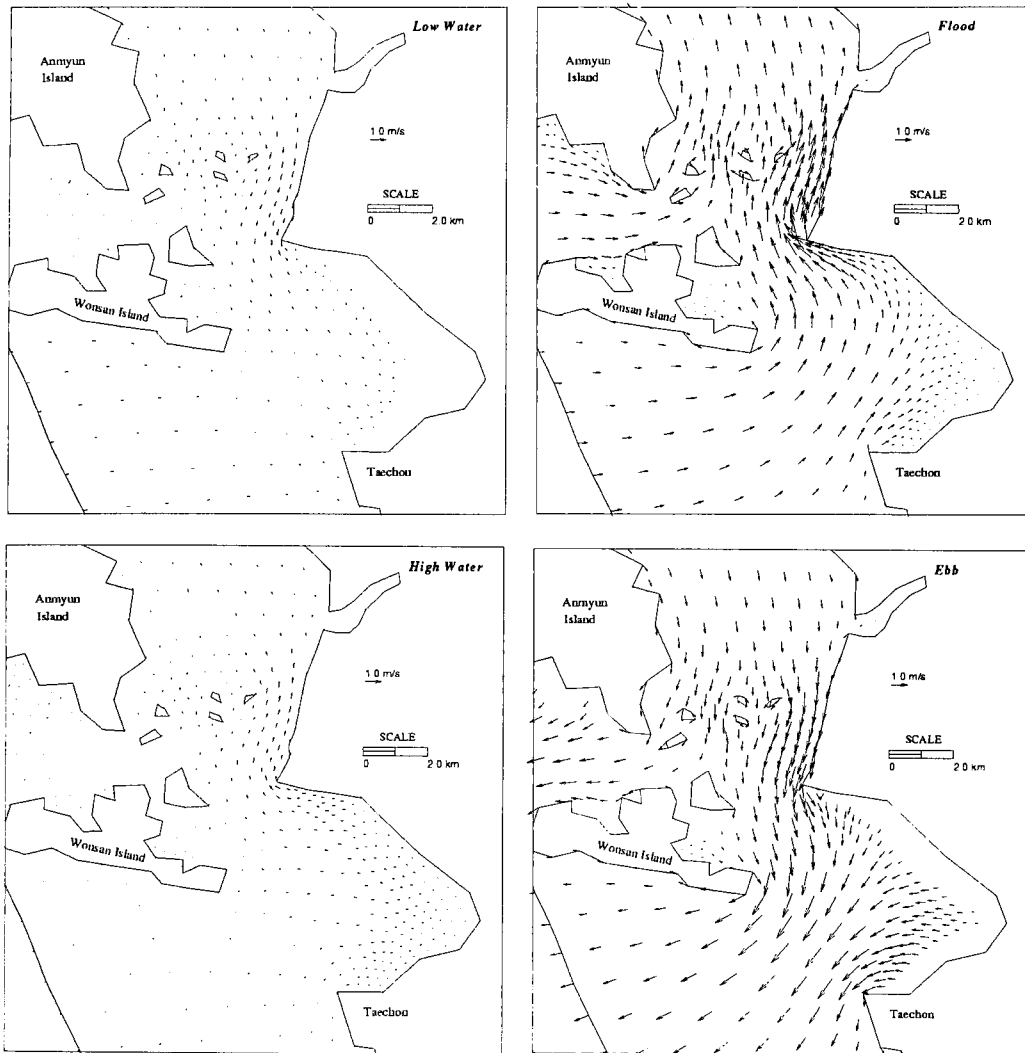 Low Water
Anmyun
Island
1.0 m/s
SCALE
0 2.0 km
Wonsan Island
Taechon
Flood
Anmyun
Island
1.0 m/s
SCALE
0 2.0 km
Wonsan Island
Taechon
High Water
Anmyun
Island
1.0 m/s
SCALE
0 2.0 km
Wonsan Island
Taechon
Ebb
Anmyun
Island
1.0 m/s
SCALE
0 2.0 km
Wonsan Island
Taechon